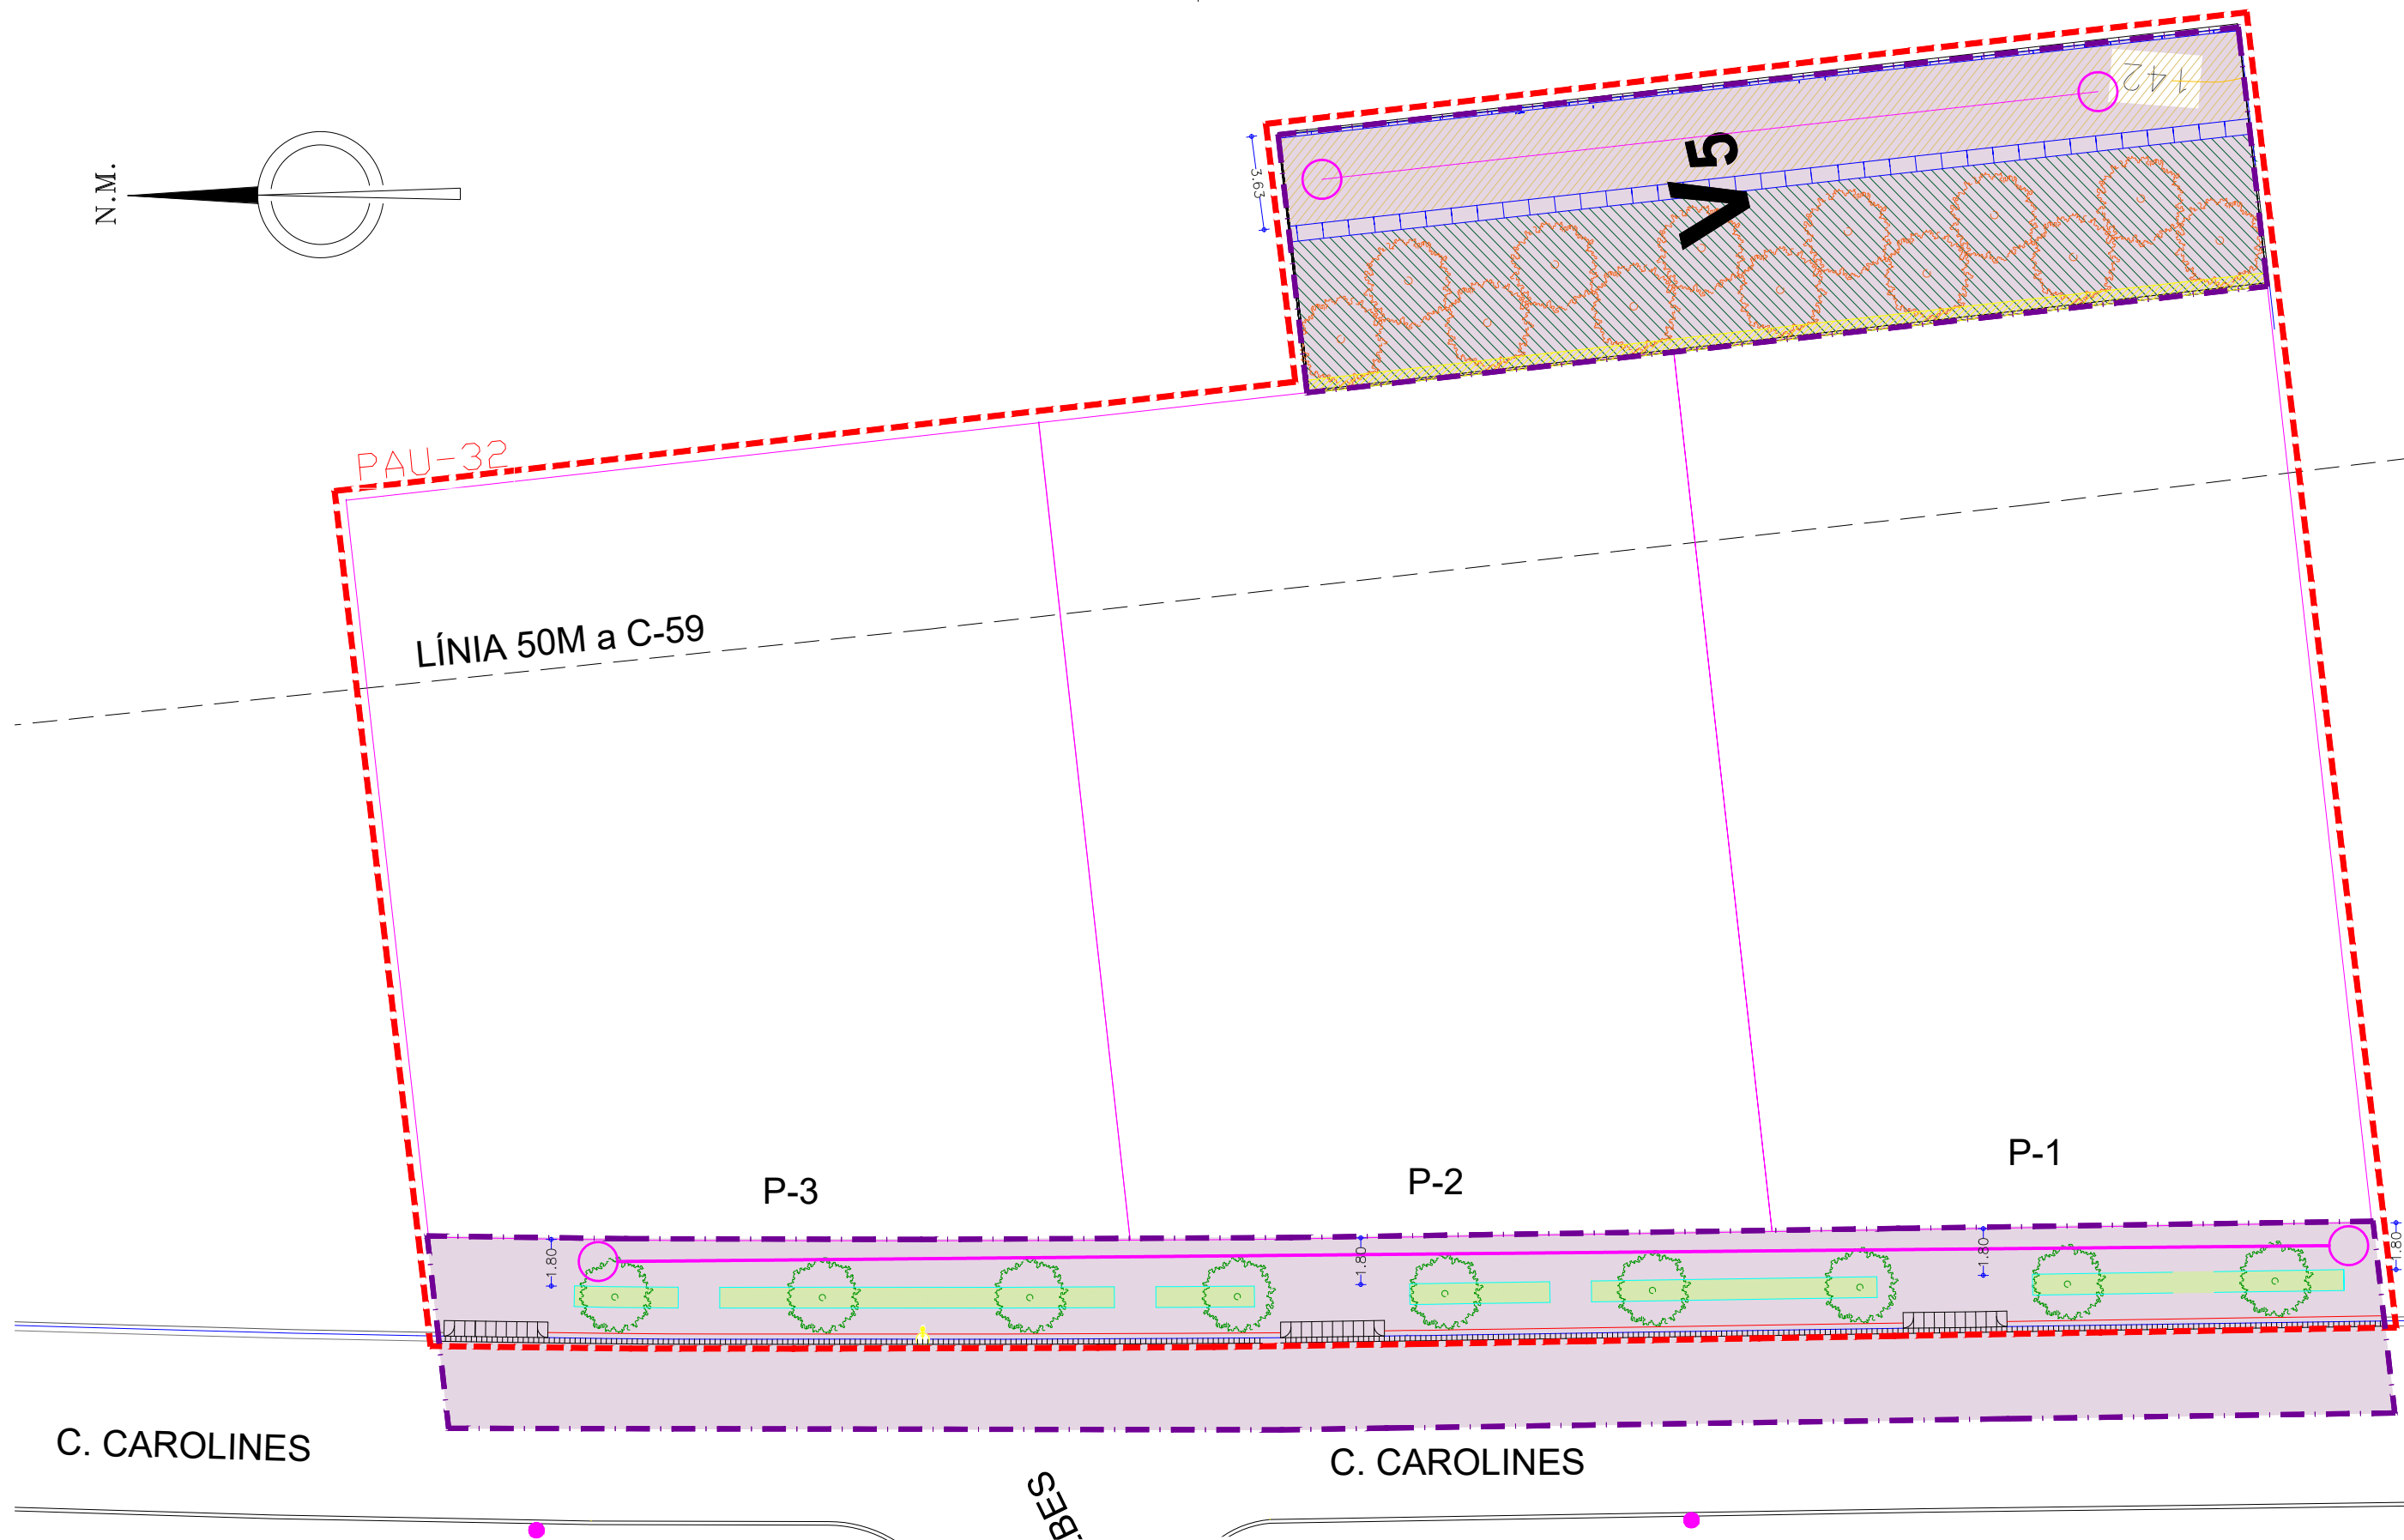 N.M.
142
V5
3.63
PAU-32
LÍNIA 50M a C-59
P-1
P-2
P-3
1.80
1.80
1.80
1.80
C. CAROLINES
C. CAROLINES